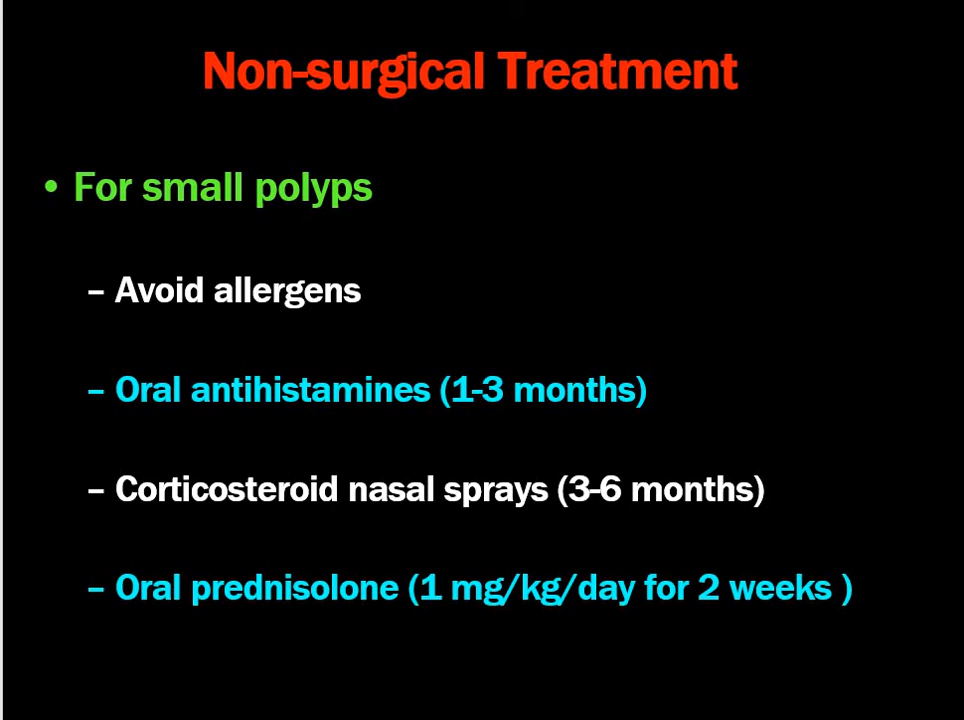 Non-surgical Treatment
• For small polyps
– Avoid allergens
– Oral antihistamines (1-3 months)
– Corticosteroid nasal sprays (3-6 months)
– Oral prednisolone (1 mg/kg/day for 2 weeks )